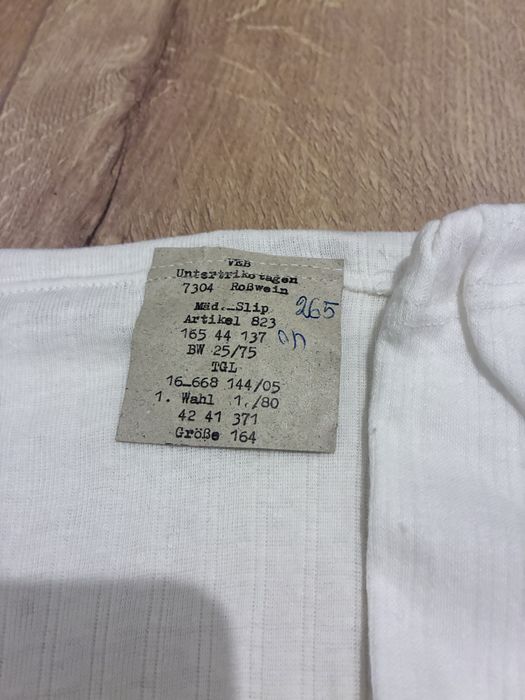 VEB
Untertrikotagen
7304 Roßwein
Mäd._Slip 265
Artikel 823
165 44 137
BW 25/75
TGL
16_668 144/05
1. Wahl 1./80
42 41 371
Größe 164